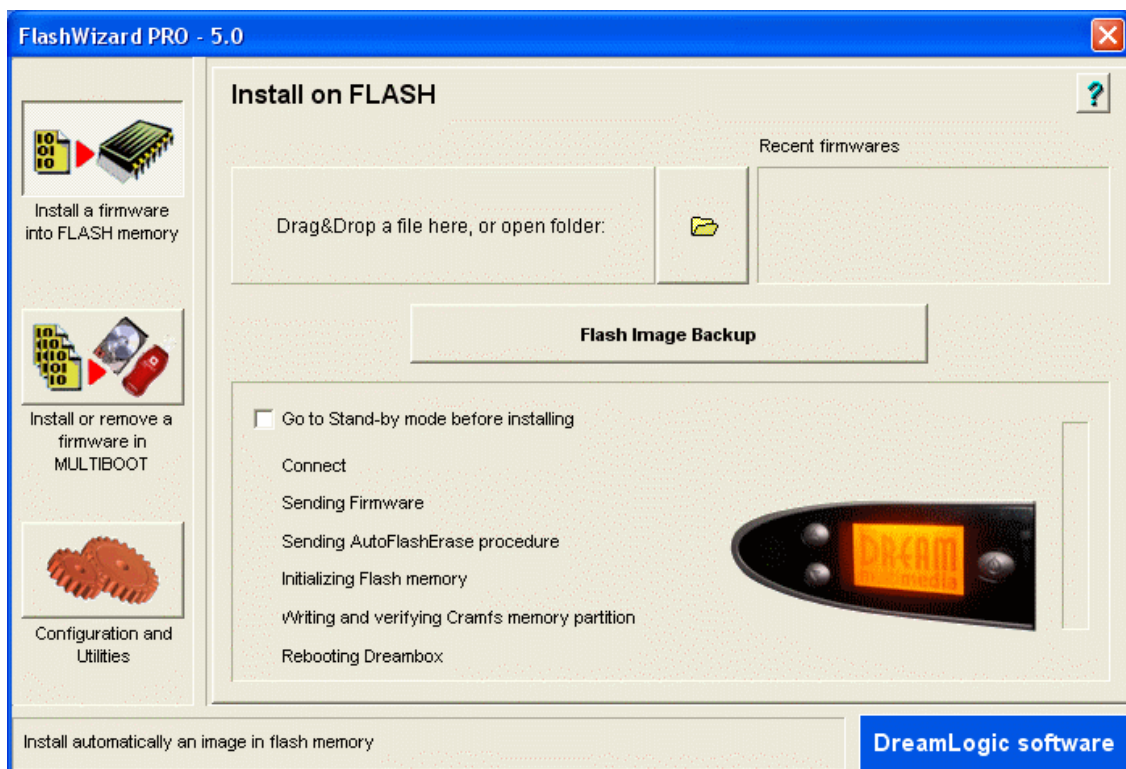 FlashWizard PRO - 5.0
Install on FLASH
?
Recent firmwares
Install a firmware
into FLASH memory
Drag&Drop a file here, or open folder:
Flash Image Backup
Install or remove a
firmware in
MULTIBOOT
Go to Stand-by mode before installing
Connect
Sending Firmware
Sending AutoFlashErase procedure
Initializing Flash memory
Writing and verifying Cramfs memory partition
Rebooting Dreambox
DREAM
multimedia
Configuration and
Utilities
Install automatically an image in flash memory
DreamLogic software